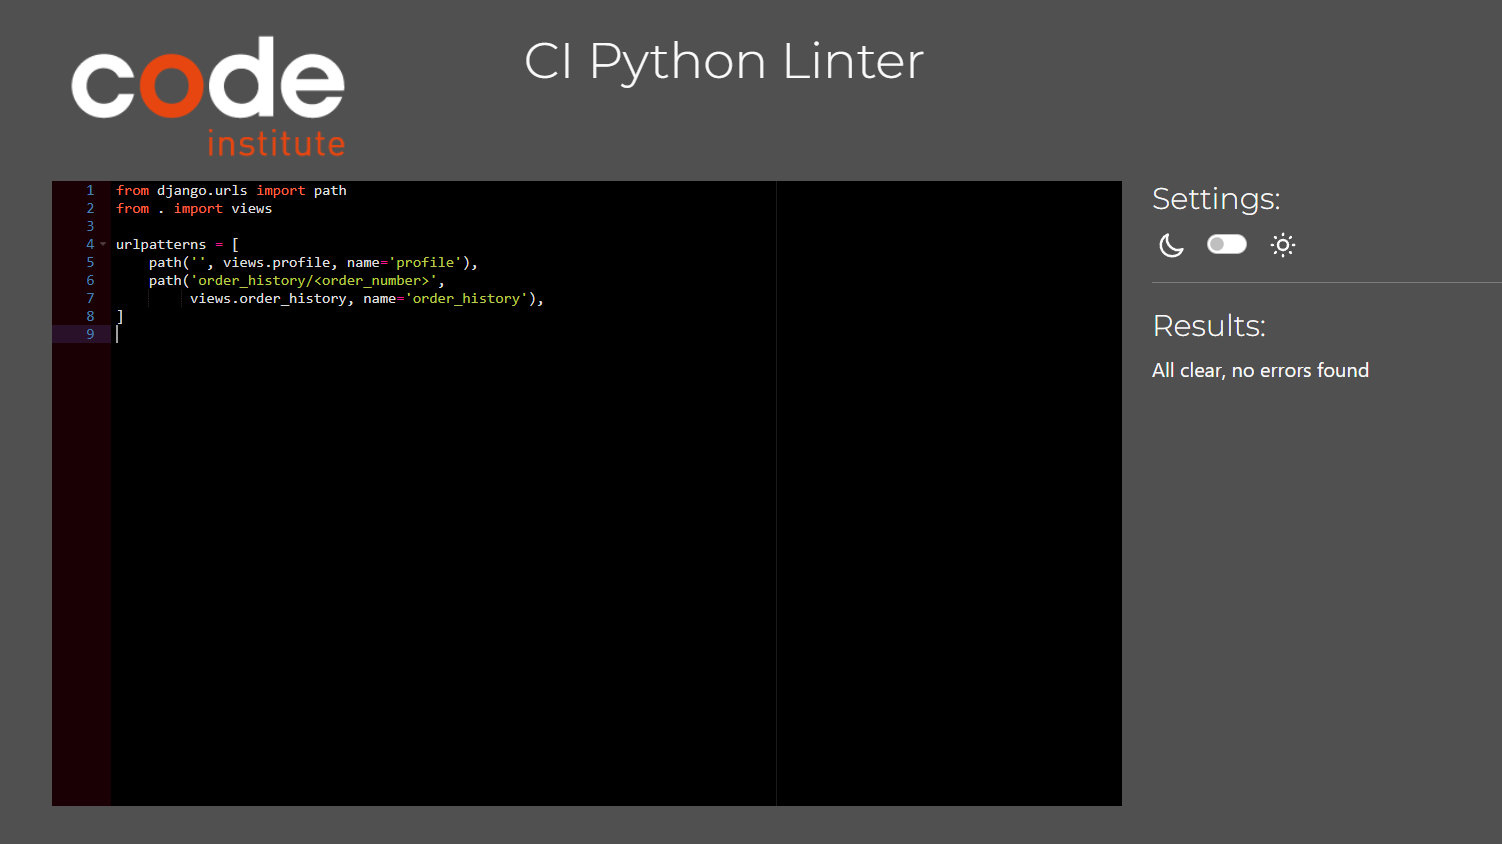 code
institute
CI Python Linter
1 from django.urls import path
2 from . import views
3
4 urlpatterns = [
5     path('', views.profile, name='profile'),
6     path('order_history/<order_number>',
7          views.order_history, name='order_history'),
8 ]
9
Settings:
Results:
All clear, no errors found